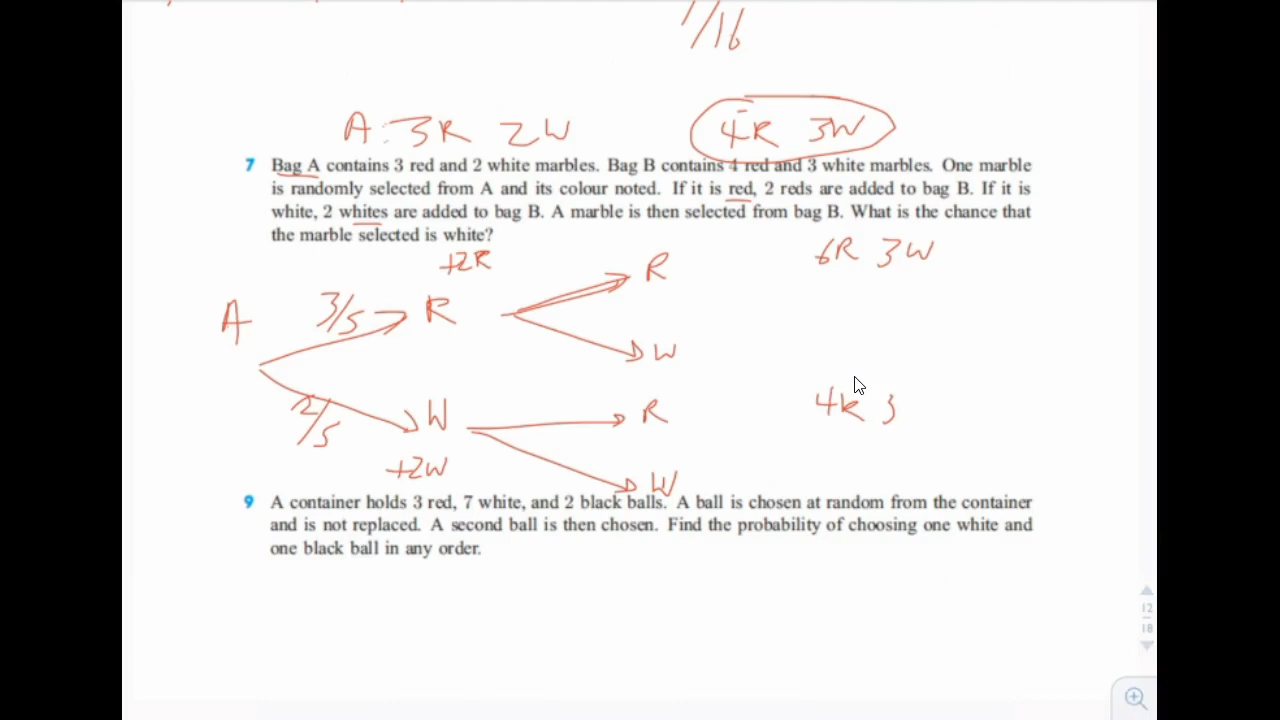 1/16
A: 3R 2W 4R 3W
7 Bag A contains 3 red and 2 white marbles. Bag B contains 4 red and 3 white marbles. One marble
is randomly selected from A and its colour noted. If it is red, 2 reds are added to bag B. If it is
white, 2 whites are added to bag B. A marble is then selected from bag B. What is the chance that
the marble selected is white?
+2R 6R 3W
R
A 3/5 R
W
2/5 W R 4R 3
+2W
W
9 A container holds 3 red, 7 white, and 2 black balls. A ball is chosen at random from the container
and is not replaced. A second ball is then chosen. Find the probability of choosing one white and
one black ball in any order.
12
18